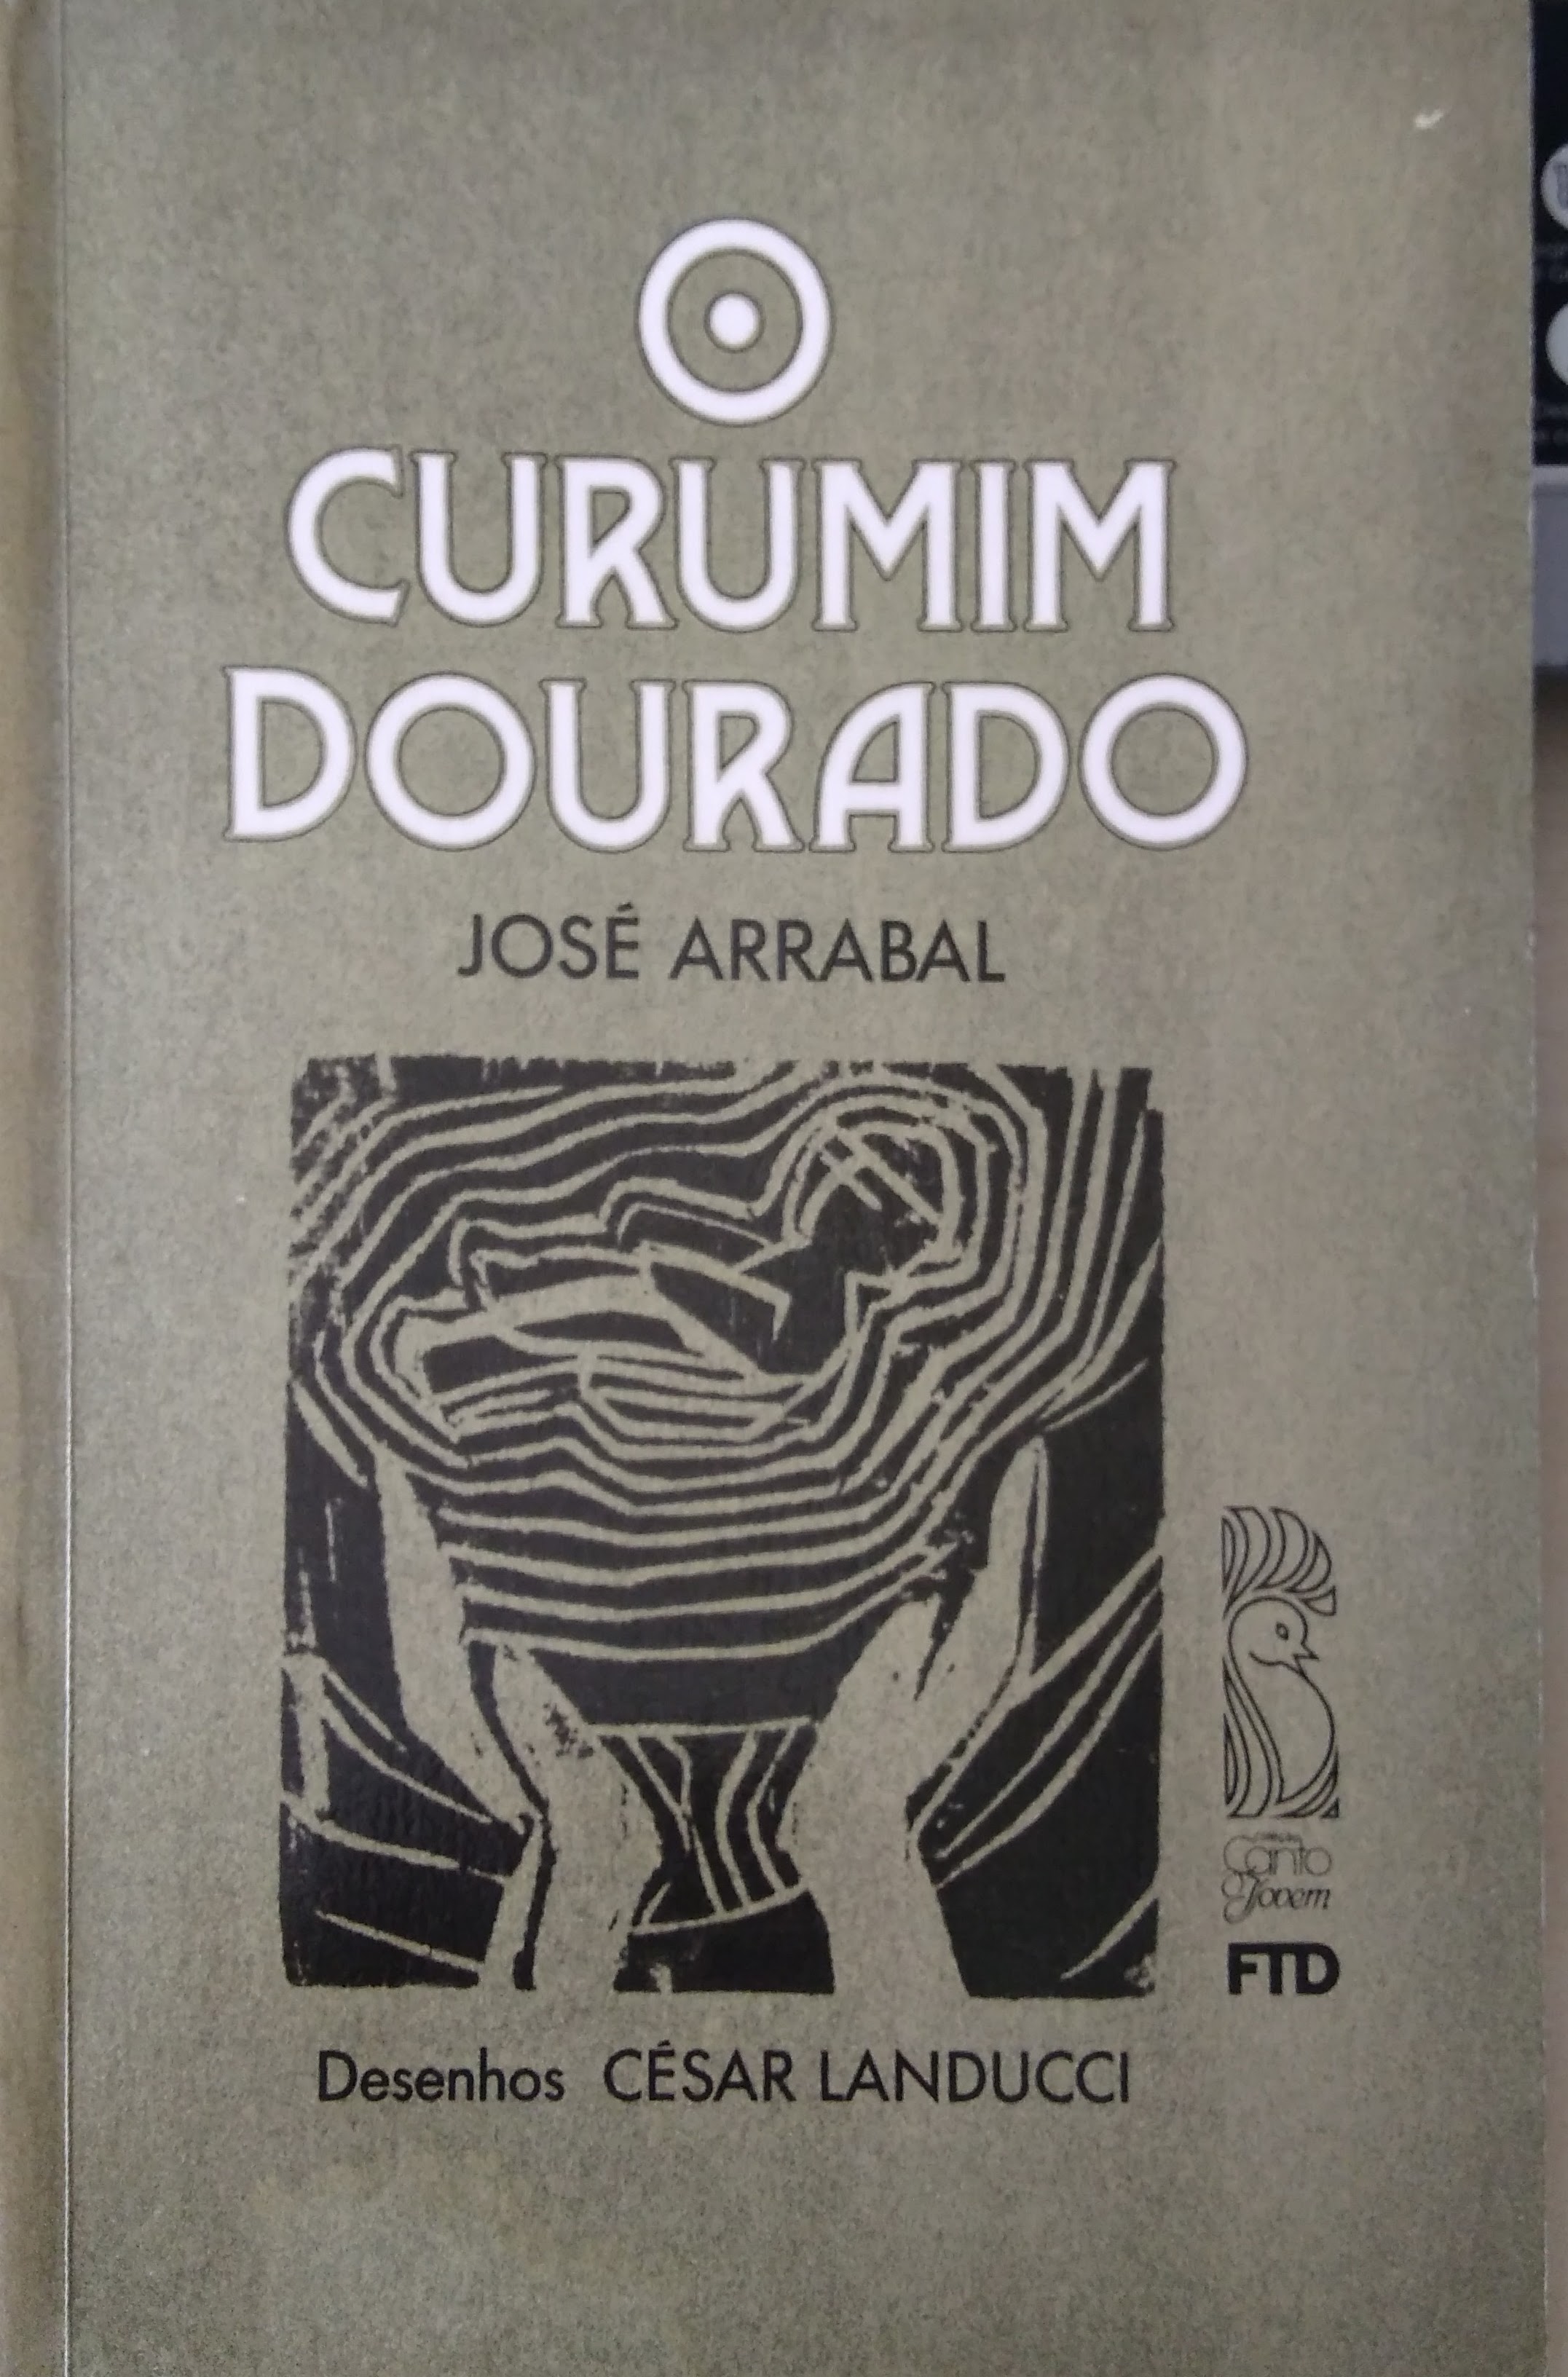 O
CURUMIM
DOURADO
JOSÉ ARRABAL
Canto
Jovem
FTD
Desenhos CÉSAR LANDUCCI